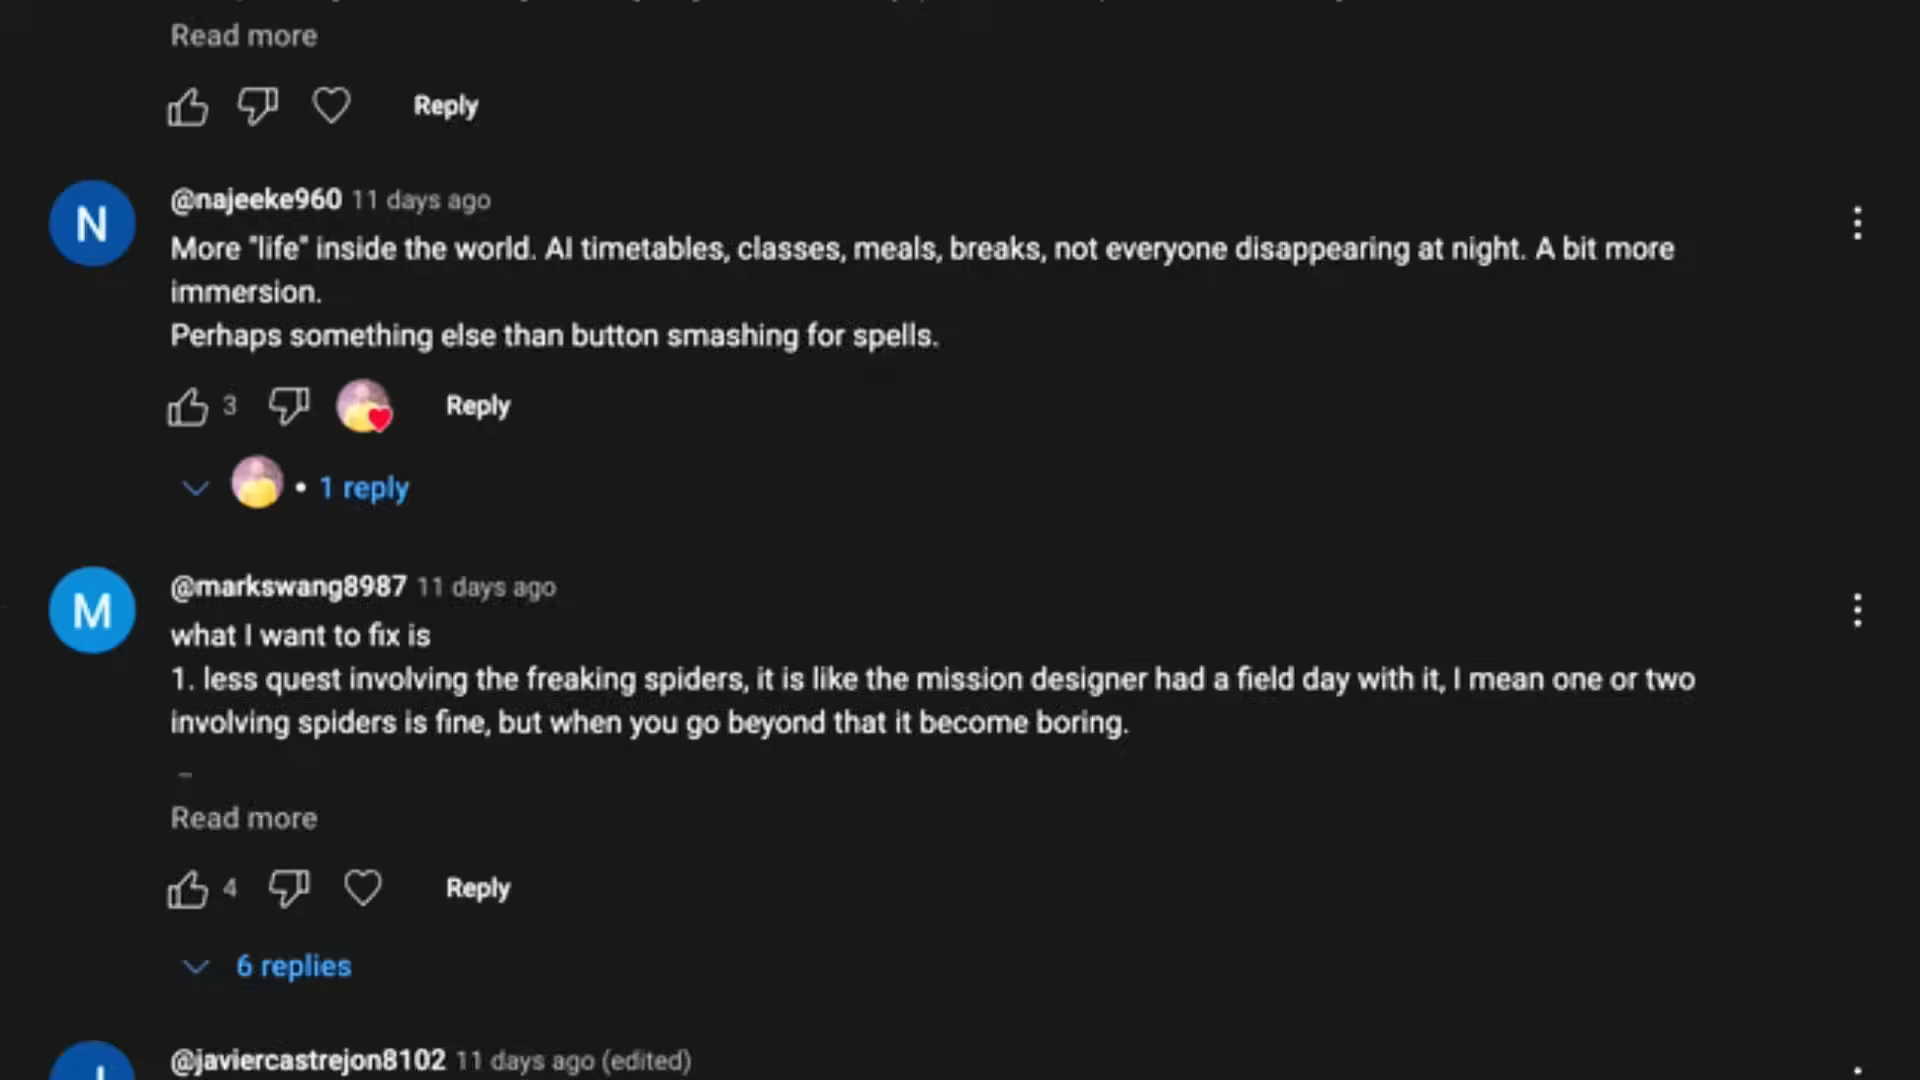 Read more
Reply
N
@najeeke960 11 days ago
More "life" inside the world. AI timetables, classes, meals, breaks, not everyone disappearing at night. A bit more
immersion.
Perhaps something else than button smashing for spells.
3 Reply
• 1 reply
M
@markswang8987 11 days ago
what I want to fix is
1. less quest involving the freaking spiders, it is like the mission designer had a field day with it, I mean one or two
involving spiders is fine, but when you go beyond that it become boring.
Read more
4 Reply
6 replies
@javiercastrejon8102 11 days ago (edited)